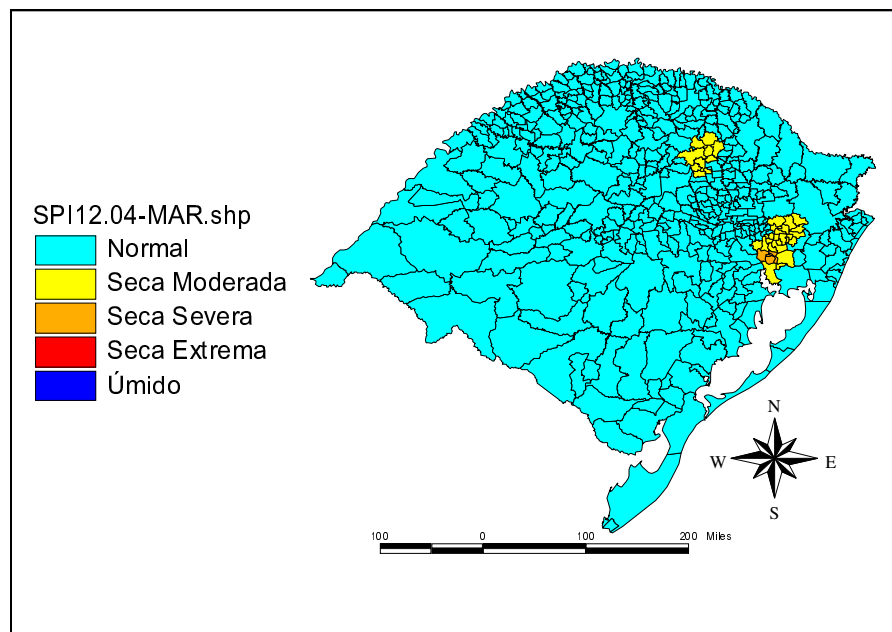 SPI12.04-MAR.shp
Normal
Seca Moderada
Seca Severa
Seca Extrema
Úmido
N
W E
S
100 0 100 200 Miles